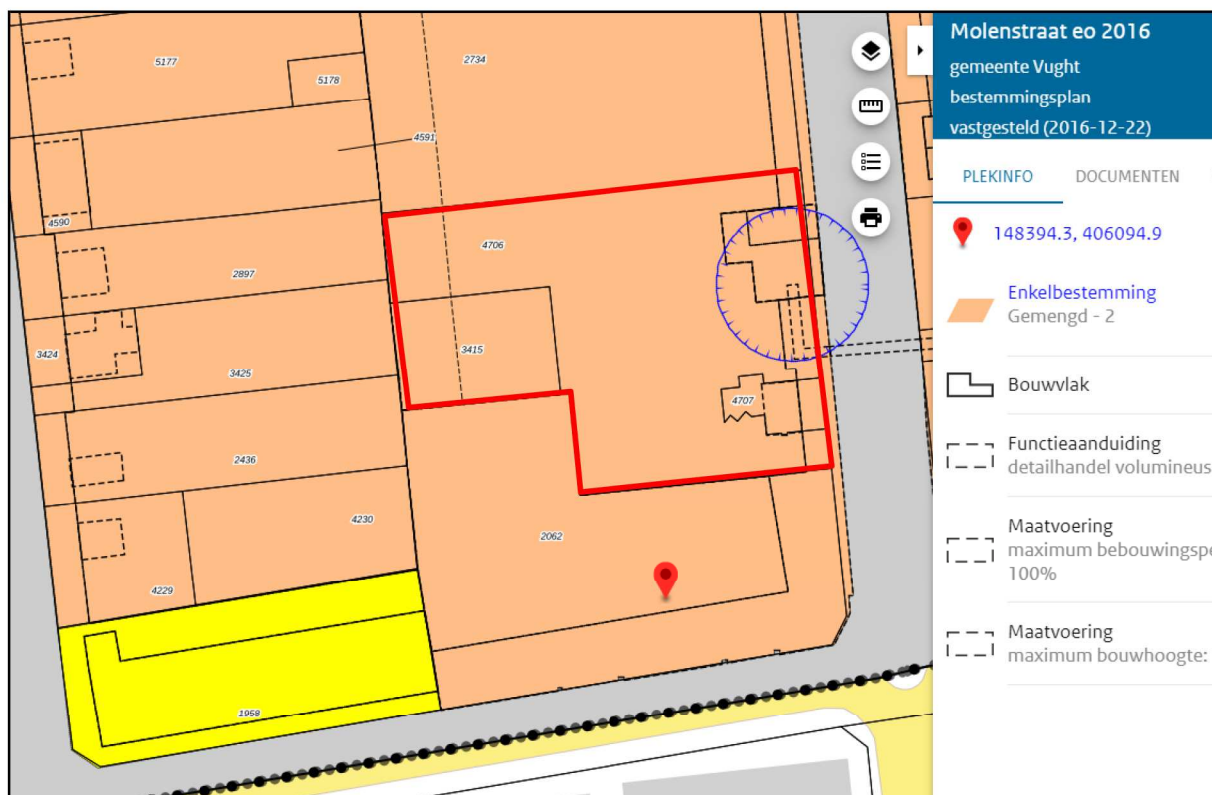 Molenstraat eo 2016
gemeente Vught
bestemmingsplan
vastgesteld (2016-12-22)
PLEKINFO DOCUMENTEN
148394.3, 406094.9
Enkelbestemming
Gemengd - 2
Bouwvlak
Functieaanduiding
detailhandel volumineus
Maatvoering
maximum bebouwingspe
100%
Maatvoering
maximum bouwhoogte:
5177
5178
2734
4591
4590
4706
2897
3424
3415
3425
4707
2436
4230
2062
4229
1958